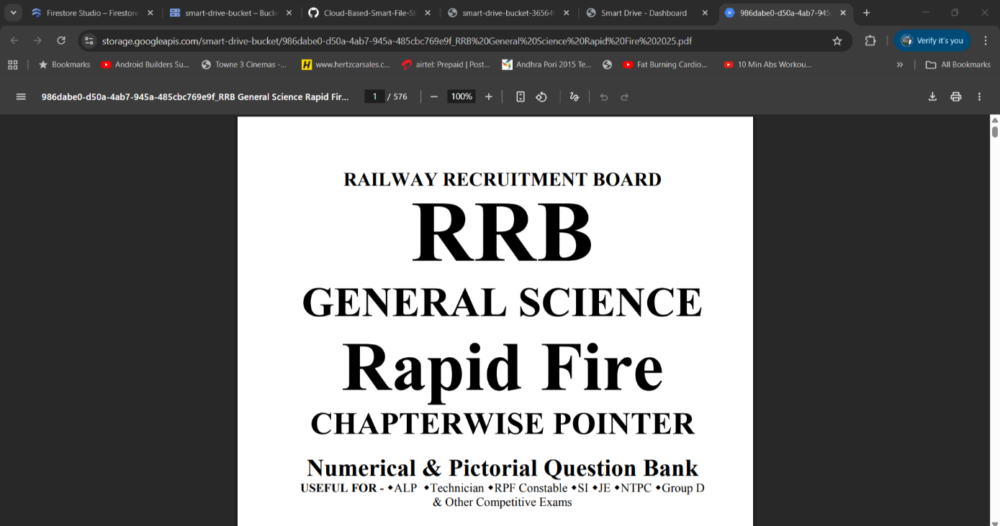 Firestore Studio – Firestore
smart-drive-bucket – Buck
Cloud-Based-Smart-File-St
smart-drive-bucket-36564
Smart Drive - Dashboard
986dabe0-d50a-4ab7-945
storage.googleapis.com/smart-drive-bucket/986dabe0-d50a-4ab7-945a-485cbc769e9f_RRB%20General%20Science%20Rapid%20Fire%202025.pdf
Verify it's you
Bookmarks
Android Builders Su...
Towne 3 Cinemas -...
H www.hertzcarsales.c...
airtel: Prepaid | Post...
Andhra Pori 2015 Te...
Fat Burning Cardio...
10 Min Abs Workou...
»
All Bookmarks
986dabe0-d50a-4ab7-945a-485cbc769e9f_RRB General Science Rapid Fir...
1 / 576
100%
RAILWAY RECRUITMENT BOARD
RRB
GENERAL SCIENCE
Rapid Fire
CHAPTERWISE POINTER
Numerical & Pictorial Question Bank
USEFUL FOR - ◆ALP ◆Technician ◆RPF Constable ◆SI ◆JE ◆NTPC ◆Group D
& Other Competitive Exams